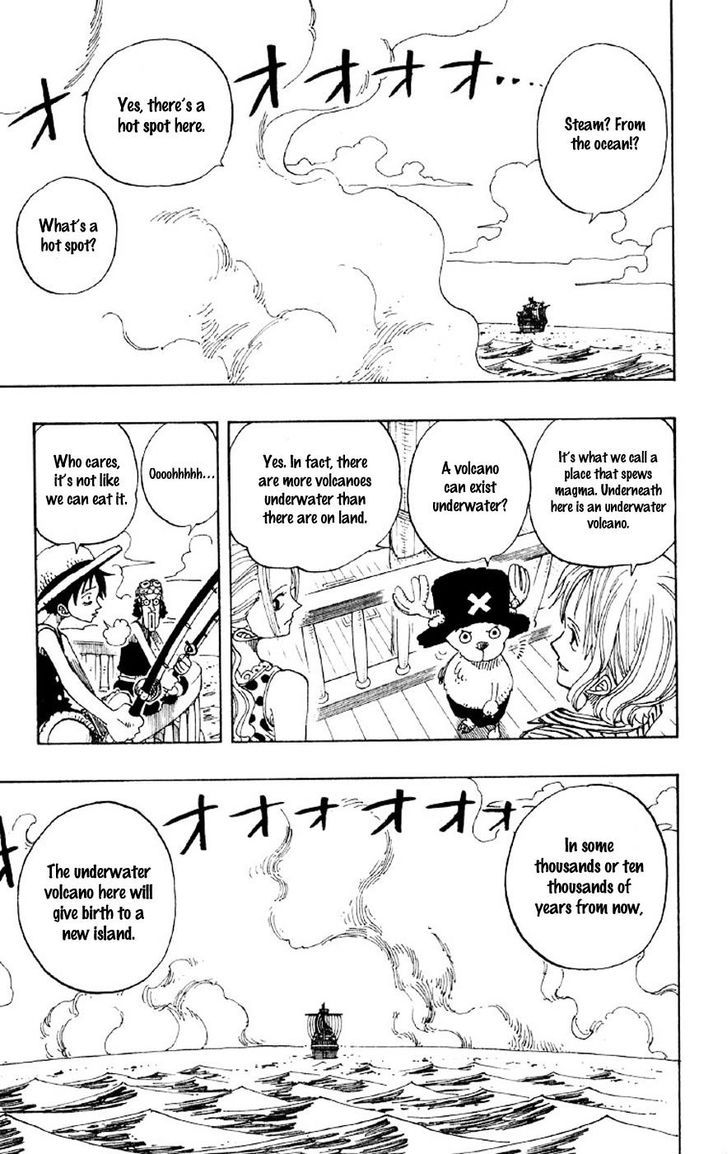 Steam? From
the ocean!?
Yes, there's a
hot spot here.
What's a
hot spot?
オオオオオ...
It's what we call a
place that spews
magma. Underneath
here is an underwater
volcano.
A volcano
can exist
underwater?
Yes. In fact, there
are more volcanoes
underwater than
there are on land.
Ooohhhhh...
Who cares,
it's not like
we can eat it.
In some
thousands or ten
thousands of
years from now,
The underwater
volcano here will
give birth to a
new island.
オオオオオオオ